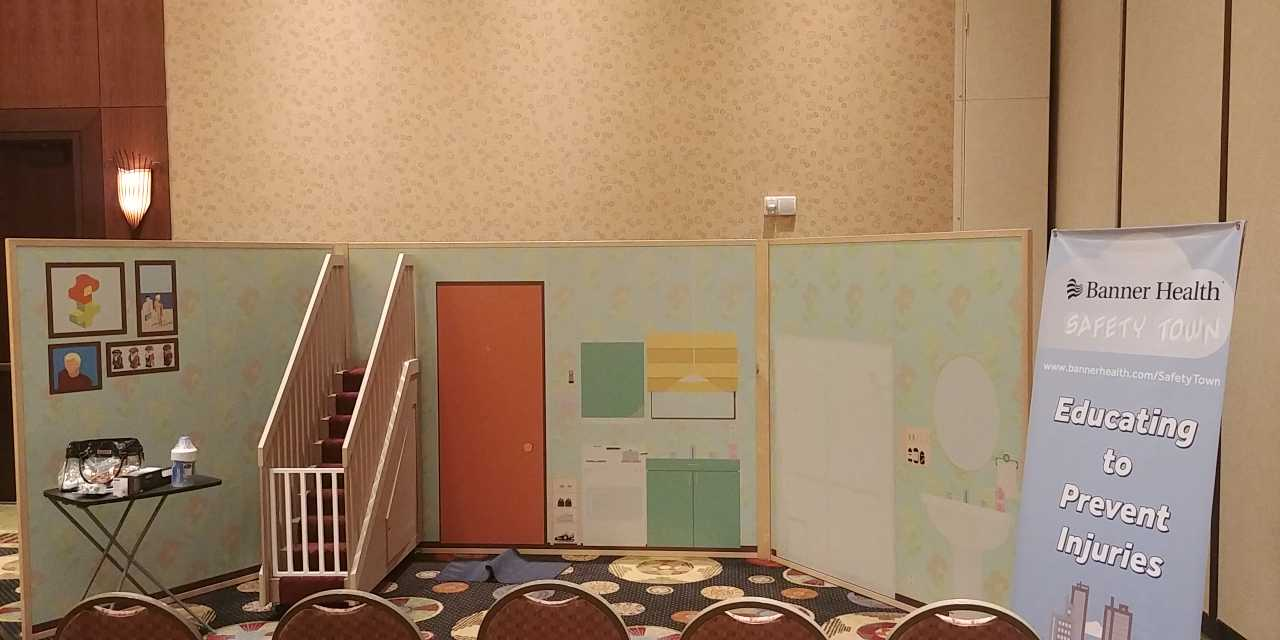 Banner Health
SAFETY TOWN
www.bannerhealth.com/SafetyTown
Educating
to
Prevent
Injuries